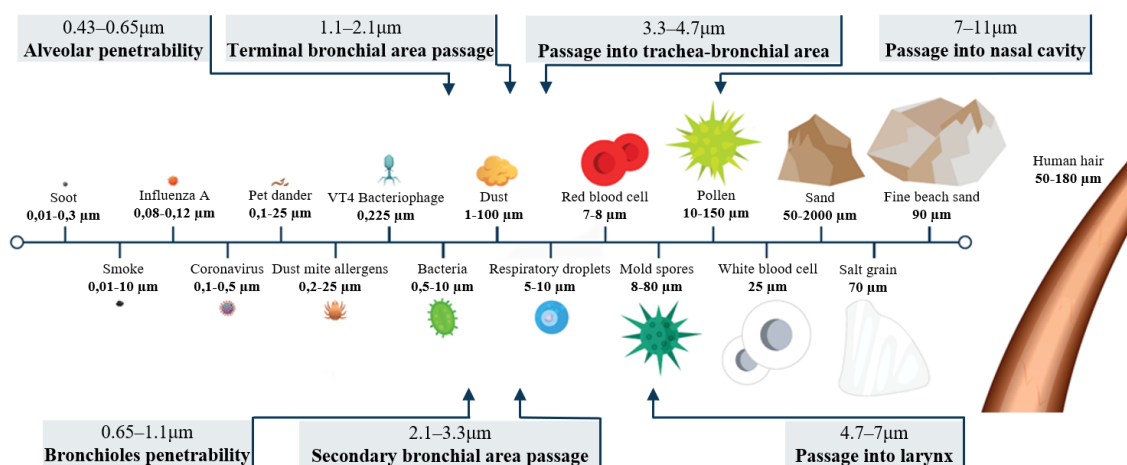 0.43–0.65µm
Alveolar penetrability
1.1–2.1µm
Terminal bronchial area passage
3.3–4.7µm
Passage into trachea-bronchial area
7–11µm
Passage into nasal cavity
Soot
0,01-0,3 µm
Influenza A
0,08-0,12 µm
Pet dander
0,1-25 µm
VT4 Bacteriophage
0,225 µm
Dust
1-100 µm
Red blood cell
7-8 µm
Pollen
10-150 µm
Sand
50-2000 µm
Fine beach sand
90 µm
Human hair
50-180 µm
Smoke
0,01-10 µm
Coronavirus
0,1-0,5 µm
Dust mite allergens
0,2-25 µm
Bacteria
0,5-10 µm
Respiratory droplets
5-10 µm
Mold spores
8-80 µm
White blood cell
25 µm
Salt grain
70 µm
0.65–1.1µm
Bronchioles penetrability
2.1–3.3µm
Secondary bronchial area passage
4.7–7µm
Passage into larynx